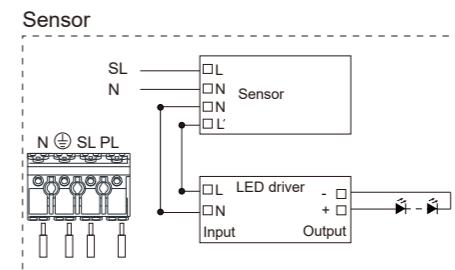 Sensor
SL
N
L
N
N
L'
Sensor
N SL PL
L
N
LED driver
-
+
Input
Output